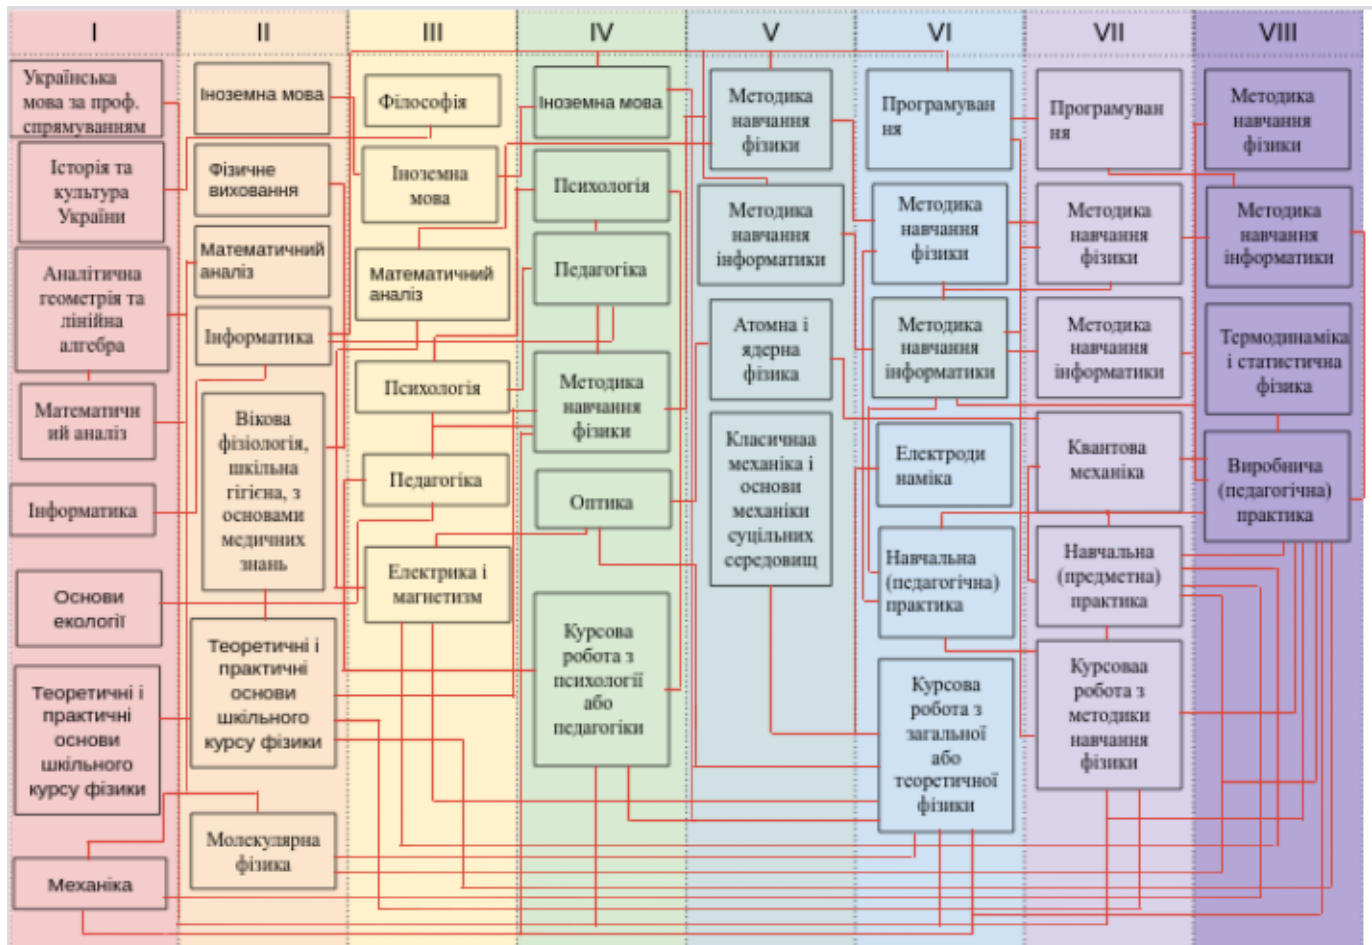 I
II
III
IV
V
VI
VII
VIII
Українська
мова за проф.
спрямуванням
Історія та
культура
України
Аналітична
геометрія та
лінійна
алгебра
Математичн
ий аналіз
Інформатика
Основи
екології
Теоретичні і
практичні
основи
шкільного
курсу фізики
Механіка
Іноземна мова
Фізичне
виховання
Математичний
аналіз
Інформатика
Вікова
фізіологія,
шкільна
гігієна, з
основами
медичних
знань
Теоретичні і
практичні
основи
шкільного
курсу фізики
Молекулярна
фізика
Філософія
Іноземна
мова
Математичний
аналіз
Психологія
Педагогіка
Електрика і
магнетизм
Іноземна мова
Психологія
Педагогіка
Методика
навчання
фізики
Оптика
Курсова
робота з
психології
або
педагогіки
Методика
навчання
фізики
Методика
навчання
інформатики
Атомна і
ядерна
фізика
Класичнаа
механіка і
основи
механіки
суцільних
середовищ
Програмуван
ня
Методика
навчання
фізики
Методика
навчання
інформатики
Електроди
наміка
Навчальна
(педагогічна)
практика
Курсова
робота з
загальної
або
теоретичної
фізики
Програмуван
ня
Методика
навчання
фізики
Методика
навчання
інформатики
Квантова
механіка
Навчальна
(предметна)
практика
Курсоваа
робота з
методики
навчання
фізики
Методика
навчання
фізики
Методика
навчання
інформатики
Термодинаміка
і статистична
фізика
Виробнича
(педагогічна)
практика